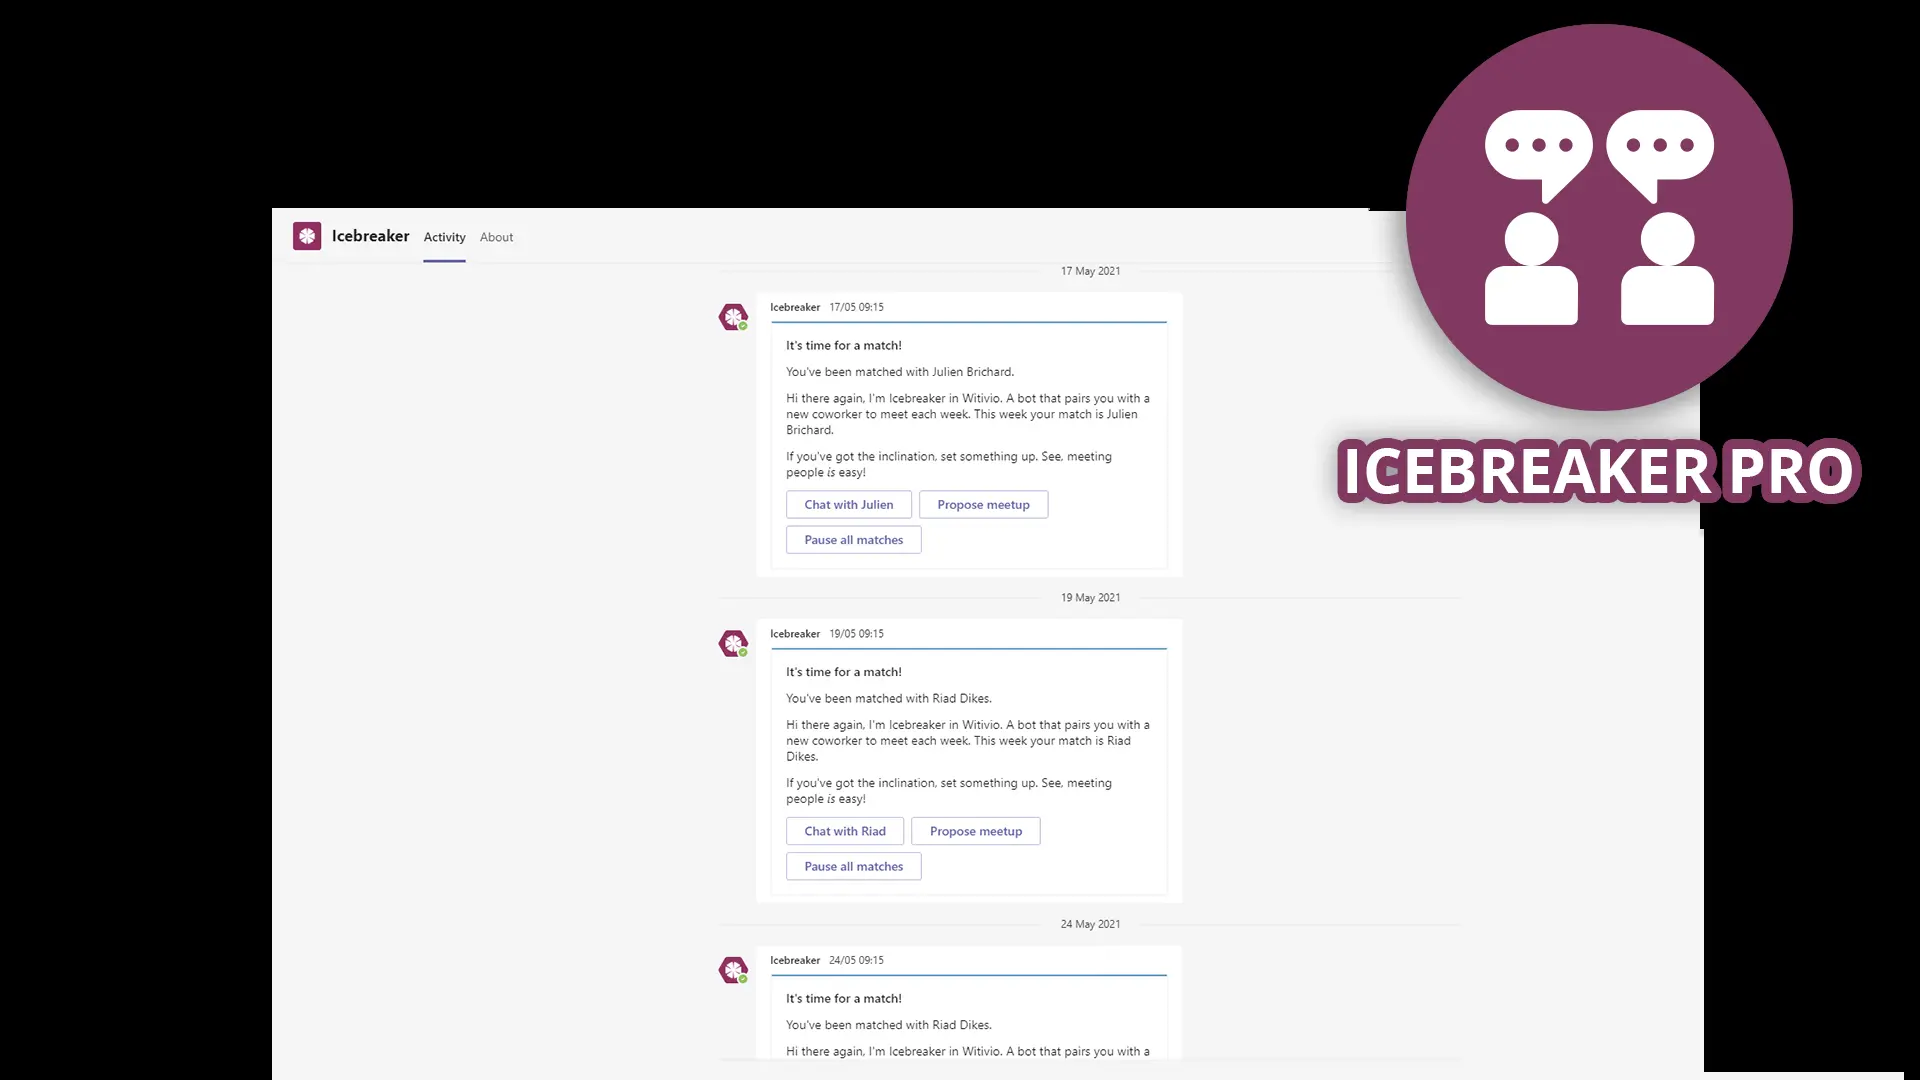 Icebreaker Activity About
17 May 2021
Icebreaker 17/05 09:15
It's time for a match!
You've been matched with Julien Brichard.
Hi there again, I'm Icebreaker in Witivio. A bot that pairs you with a
new coworker to meet each week. This week your match is Julien
Brichard.
If you've got the inclination, set something up. See, meeting
people is easy!
Chat with Julien Propose meetup
Pause all matches
ICEBREAKER PRO
19 May 2021
Icebreaker 19/05 09:15
It's time for a match!
You've been matched with Riad Dikes.
Hi there again, I'm Icebreaker in Witivio. A bot that pairs you with a
new coworker to meet each week. This week your match is Riad
Dikes.
If you've got the inclination, set something up. See, meeting
people is easy!
Chat with Riad Propose meetup
Pause all matches
24 May 2021
Icebreaker 24/05 09:15
It's time for a match!
You've been matched with Riad Dikes.
Hi there again, I'm Icebreaker in Witivio. A bot that pairs you with a